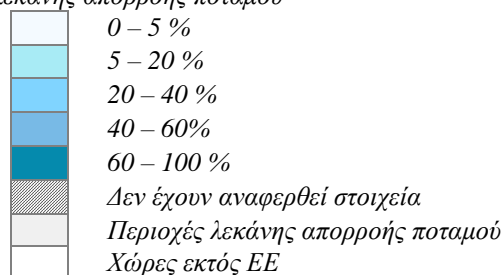 λεκάνης απορροής ποταμού
0 – 5 %
5 – 20 %
20 – 40 %
40 – 60%
60 – 100 %
Δεν έχουν αναφερθεί στοιχεία
Περιοχές λεκάνης απορροής ποταμού
Χώρες εκτός ΕΕ